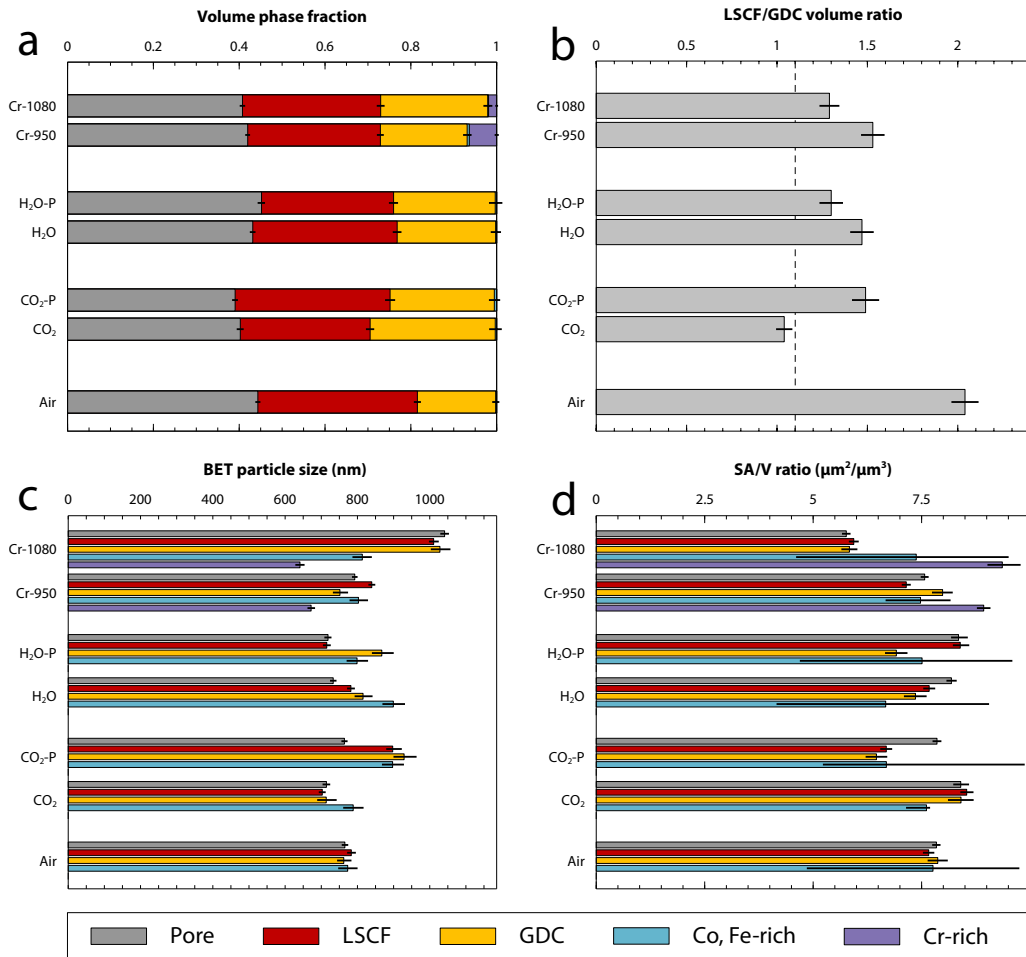 a
Volume phase fraction
0 0.2 0.4 0.6 0.8 1
Cr-1080
Cr-950
H₂O-P
H₂O
CO₂-P
CO₂
Air
b
LSCF/GDC volume ratio
0 0.5 1 1.5 2
Cr-1080
Cr-950
H₂O-P
H₂O
CO₂-P
CO₂
Air
c
BET particle size (nm)
0 200 400 600 800 1000
Cr-1080
Cr-950
H₂O-P
H₂O
CO₂-P
CO₂
Air
d
SA/V ratio (µm²/µm³)
0 2.5 5 7.5
Cr-1080
Cr-950
H₂O-P
H₂O
CO₂-P
CO₂
Air
Pore LSCF GDC Co, Fe-rich Cr-rich